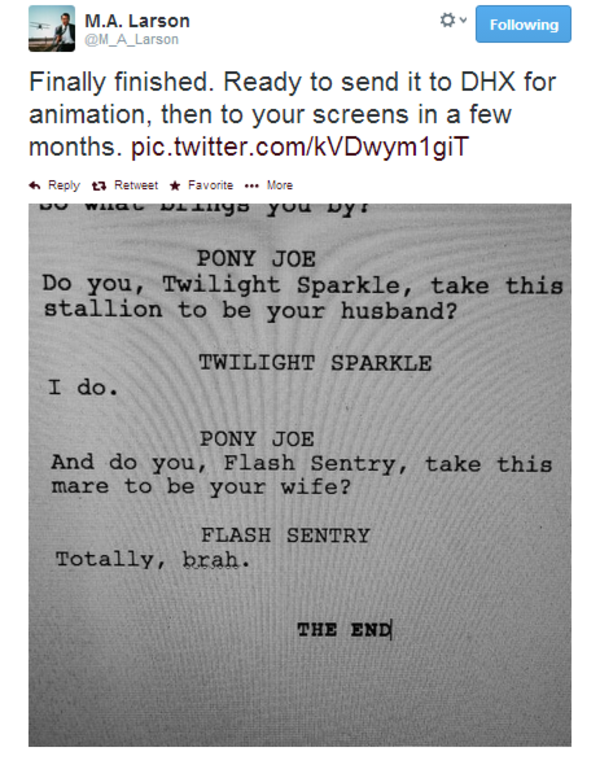 M.A. Larson
@M_A_Larson
Following
Finally finished. Ready to send it to DHX for
animation, then to your screens in a few
months. pic.twitter.com/kVDwym1giT
Reply Retweet Favorite More
So what brings you by?
PONY JOE
Do you, Twilight Sparkle, take this
stallion to be your husband?
TWILIGHT SPARKLE
I do.
PONY JOE
And do you, Flash Sentry, take this
mare to be your wife?
FLASH SENTRY
Totally, brah.
THE END